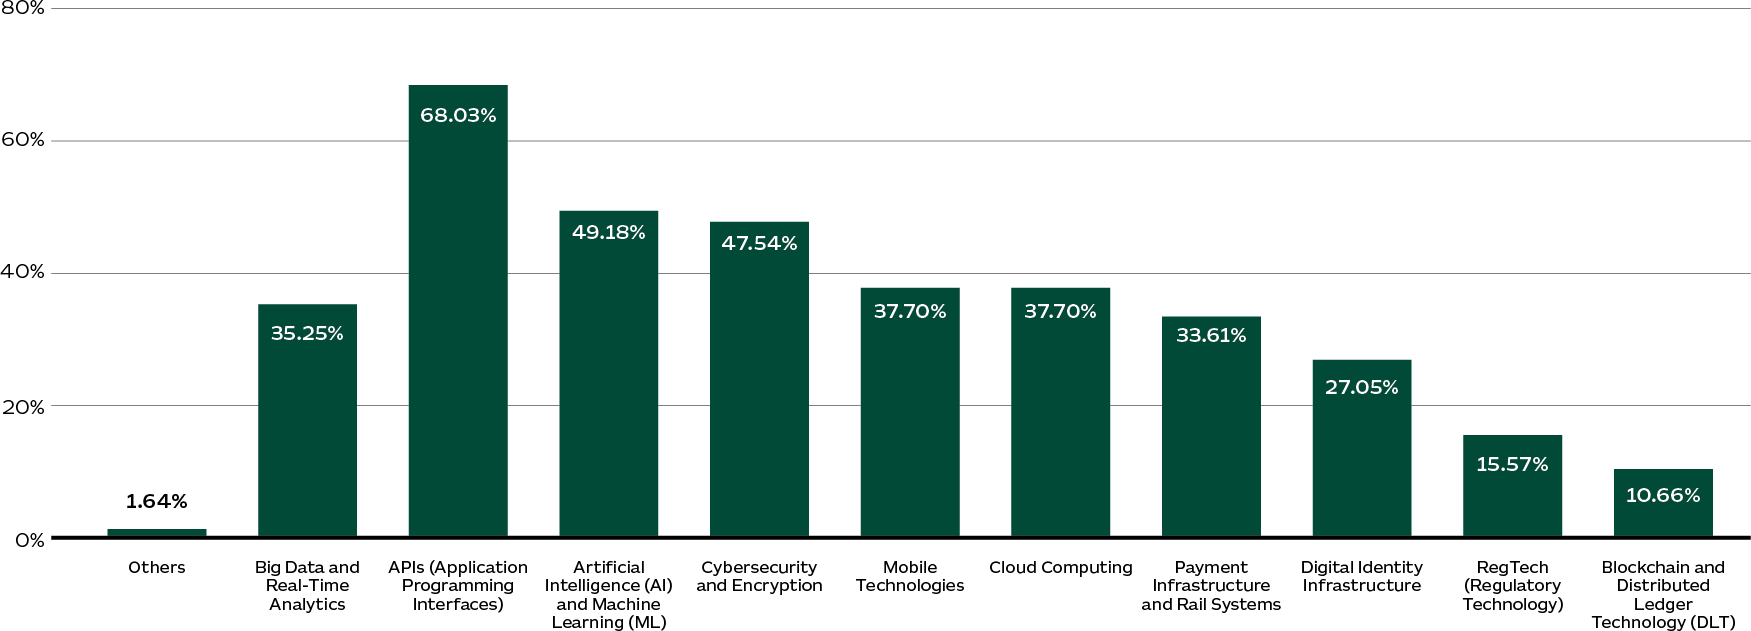 80%
60%
40%
20%
0%
1.64%
35.25%
68.03%
49.18%
47.54%
37.70%
37.70%
33.61%
27.05%
15.57%
10.66%
Others
Big Data and
Real-Time
Analytics
APIs (Application
Programming
Interfaces)
Artificial
Intelligence (AI)
and Machine
Learning (ML)
Cybersecurity
and Encryption
Mobile
Technologies
Cloud Computing
Payment
Infrastructure
and Rail Systems
Digital Identity
Infrastructure
RegTech
(Regulatory
Technology)
Blockchain and
Distributed
Ledger
Technology (DLT)